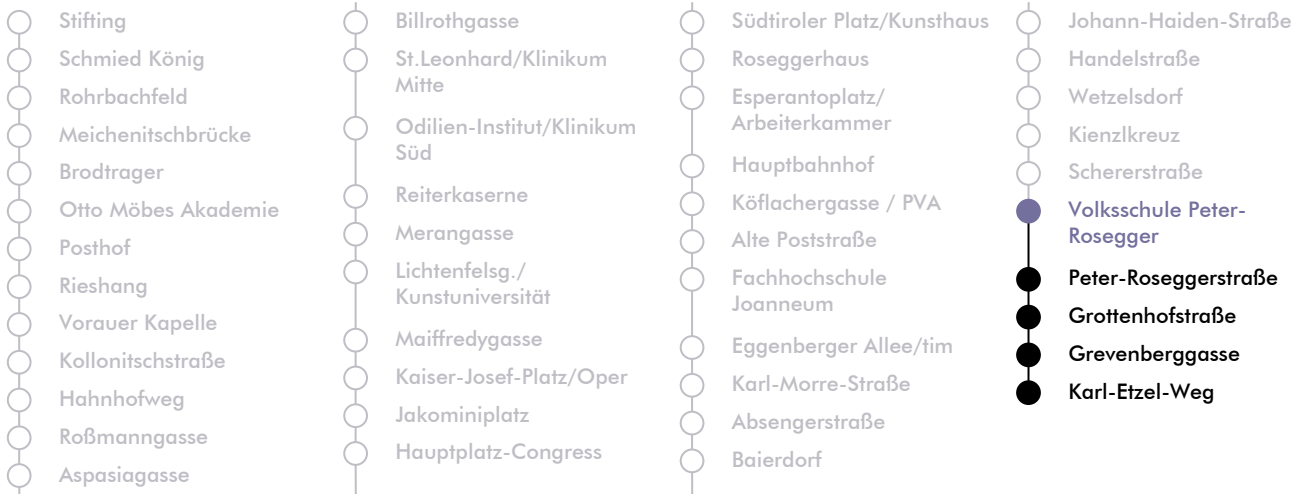 Stifting
Schmied König
Rohrbachfeld
Meichenitschbrücke
Brodtrager
Otto Möbes Akademie
Posthof
Rieshang
Vorauer Kapelle
Kollonitschstraße
Hahnhofweg
Roßmanngasse
Aspasiagasse
Billrothgasse
St.Leonhard/Klinikum
Mitte
Odilien-Institut/Klinikum
Süd
Reiterkaserne
Merangasse
Lichtenfelsg./
Kunstuniversität
Maiffredygasse
Kaiser-Josef-Platz/Oper
Jakominiplatz
Hauptplatz-Congress
Südtiroler Platz/Kunsthaus
Roseggerhaus
Esperantoplatz/
Arbeiterkammer
Hauptbahnhof
Köflachergasse / PVA
Alte Poststraße
Fachhochschule
Joanneum
Eggenberger Allee/tim
Karl-Morre-Straße
Absengerstraße
Baierdorf
Johann-Haiden-Straße
Handelstraße
Wetzelsdorf
Kienzlkreuz
Schererstraße
Volksschule Peter-
Rosegger
Peter-Roseggerstraße
Grottenhofstraße
Grevenberggasse
Karl-Etzel-Weg